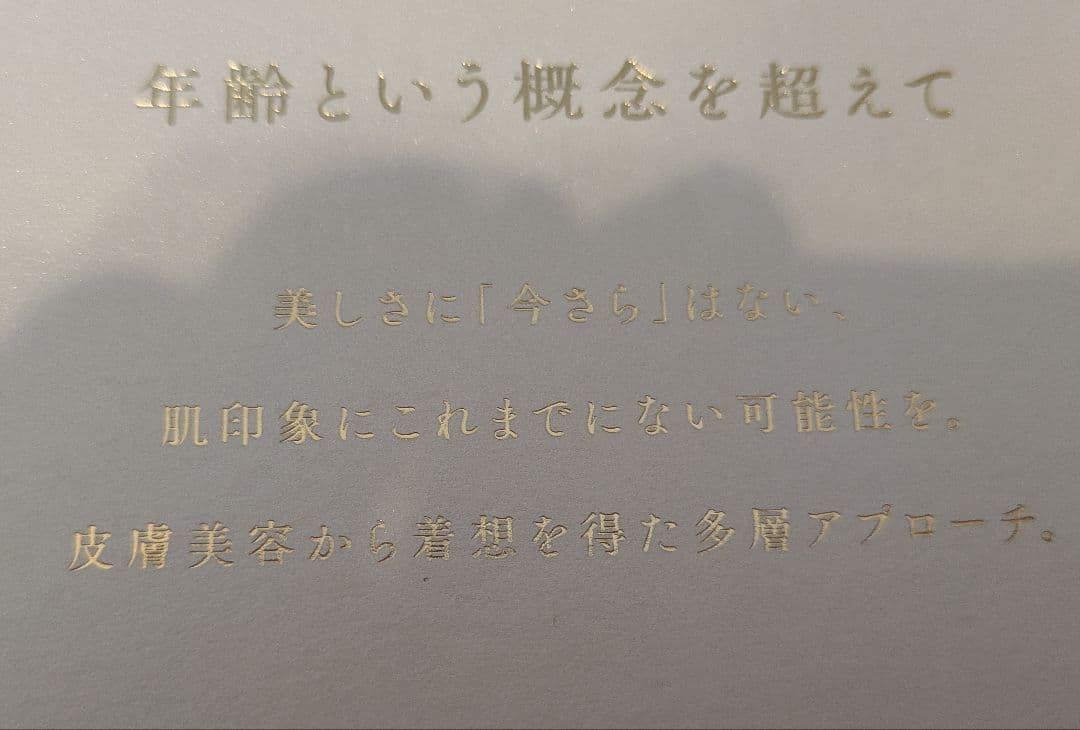 年齢という概念を超えて
美しさに「今さら」はない、
肌印象にこれまでにない可能性を。
皮膚美容から着想を得た多層アプローチ。